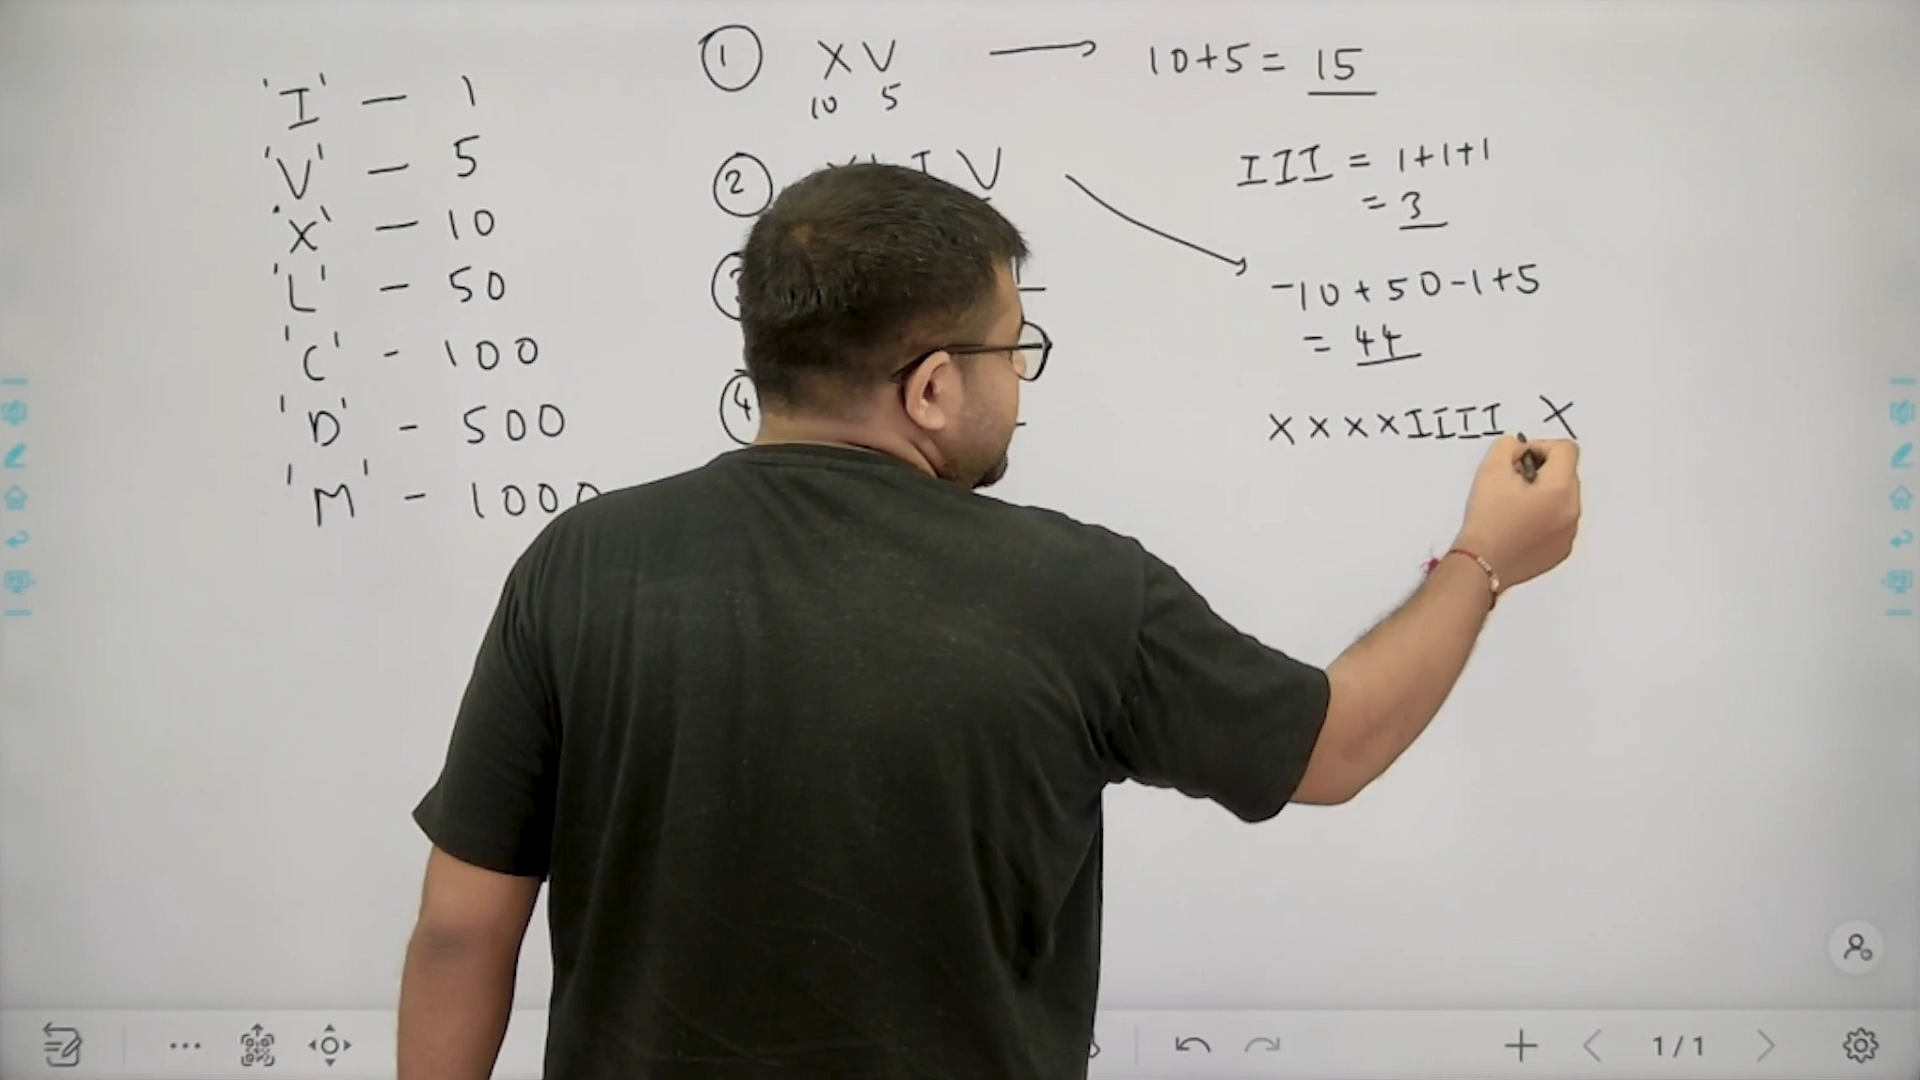 'I' — 1
'V' — 5
'X' — 10
'L' - 50
'C' - 100
'D' - 500
'M' - 1000
① XV → 10+5 = 15
10 5
② I V
④
III = 1+1+1
= 3
-10+50-1+5
= 44
XXXXIIII. X
1/1